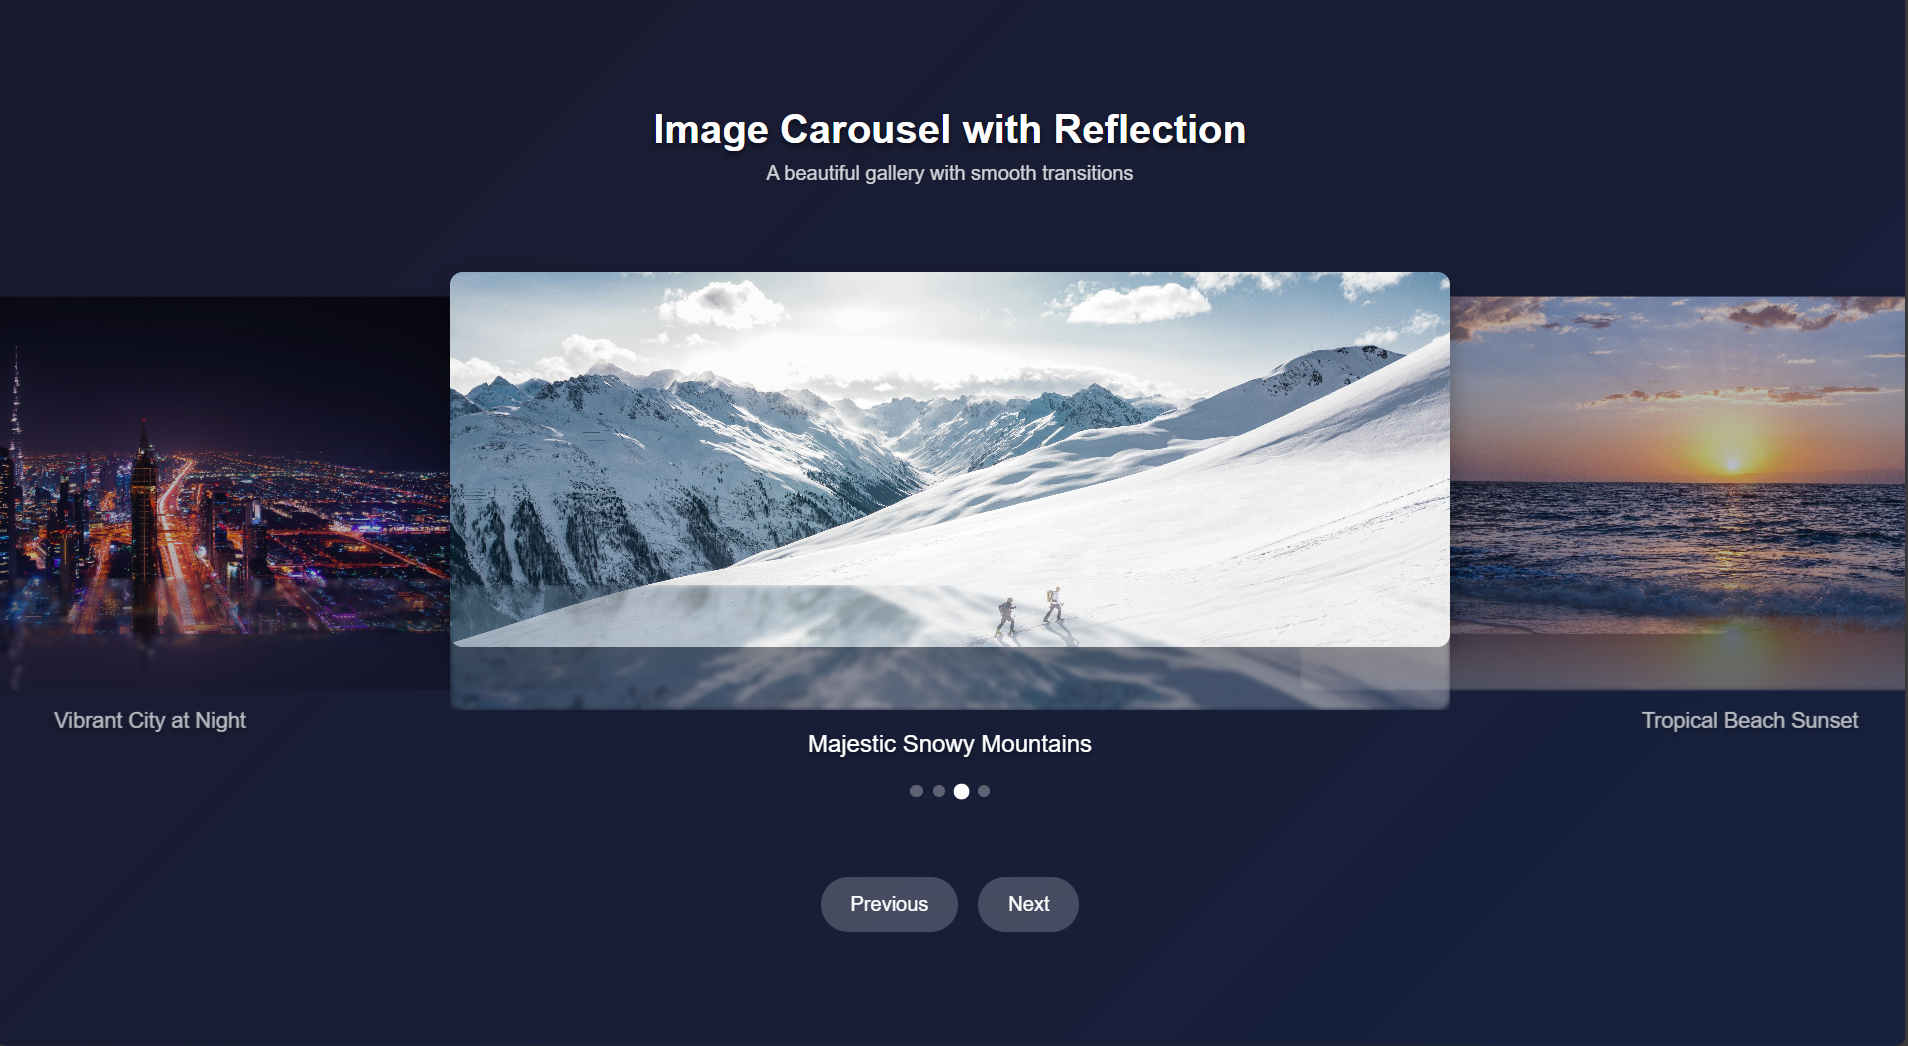 Image Carousel with Reflection
A beautiful gallery with smooth transitions
Vibrant City at Night
Tropical Beach Sunset
Majestic Snowy Mountains
Previous
Next